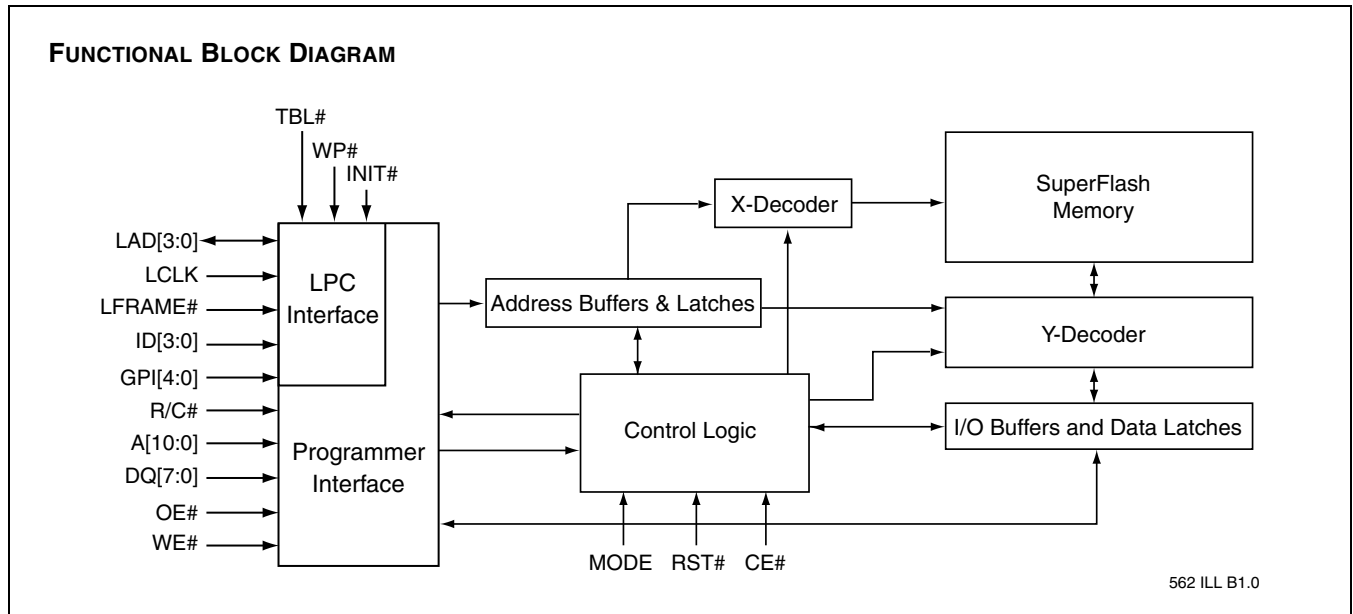 FUNCTIONAL BLOCK DIAGRAM
TBL#
WP#
INIT#
LAD[3:0]
LCLK
LFRAME#
ID[3:0]
GPI[4:0]
R/C#
A[10:0]
DQ[7:0]
OE#
WE#
LPC
Interface
Programmer
Interface
Address Buffers & Latches
X-Decoder
SuperFlash
Memory
Y-Decoder
Control Logic
I/O Buffers and Data Latches
MODE
RST#
CE#
562 ILL B1.0